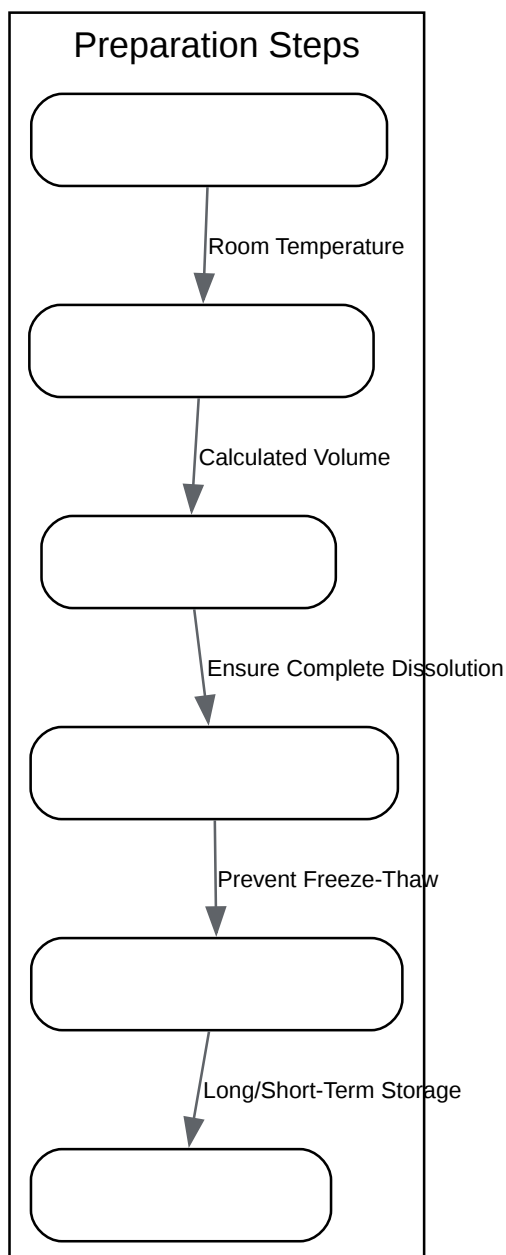 Preparation Steps
Room Temperature
Calculated Volume
Ensure Complete Dissolution
Prevent Freeze-Thaw
Long/Short-Term Storage